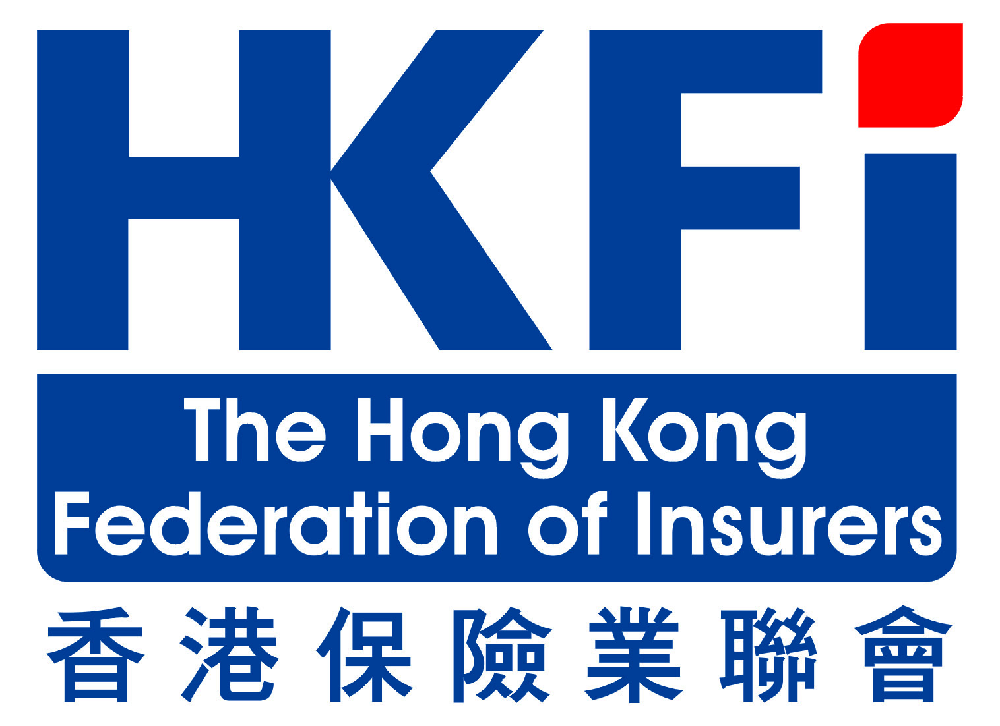 HKFi
The Hong Kong
Federation of Insurers
香港保險業聯會